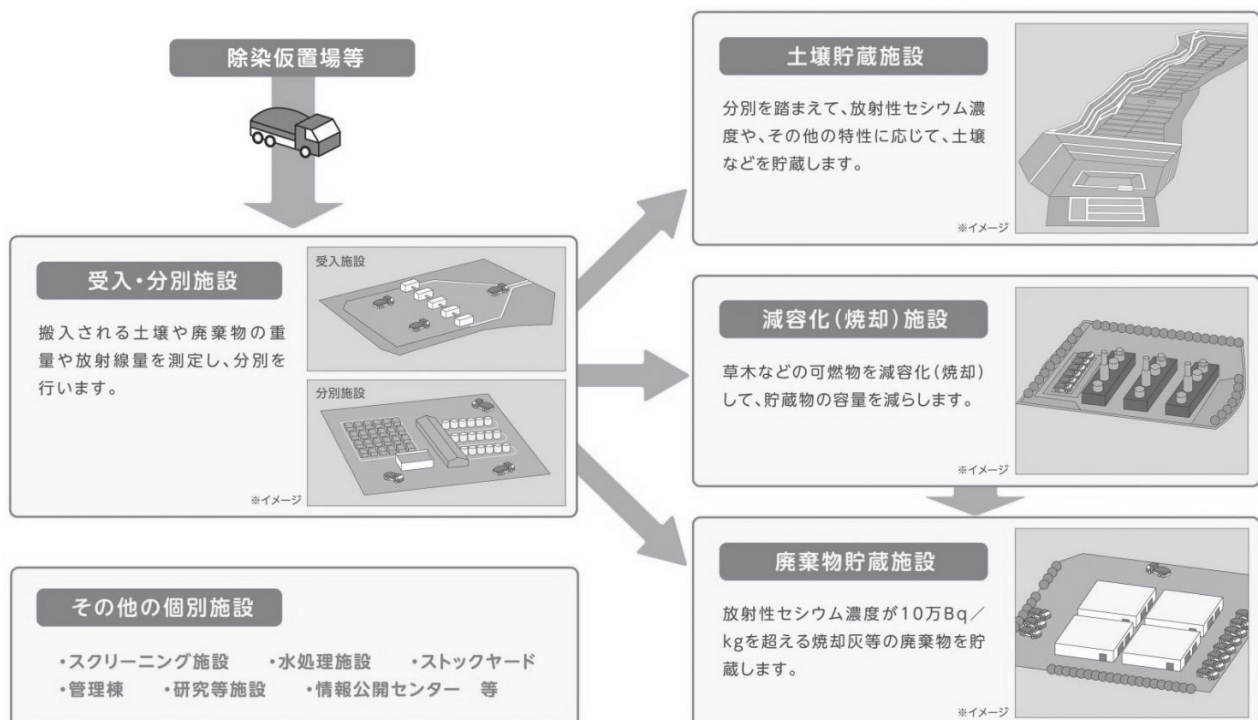 除染仮置場等
受入・分別施設
搬入される土壌や廃棄物の重
量や放射線量を測定し、分別を
行います。
※イメージ
受入施設
分別施設
その他の個別施設
・スクリーニング施設 ・水処理施設 ・ストックヤード
・管理棟 ・研究等施設 ・情報公開センター 等
土壌貯蔵施設
分別を踏まえて、放射性セシウム濃
度や、その他の特性に応じて、土壌
などを貯蔵します。
※イメージ
減容化(焼却)施設
草木などの可燃物を減容化(焼却)
して、貯蔵物の容量を減らします。
※イメージ
廃棄物貯蔵施設
放射性セシウム濃度が10万Bq/
kgを超える焼却灰等の廃棄物を貯
蔵します。
※イメージ